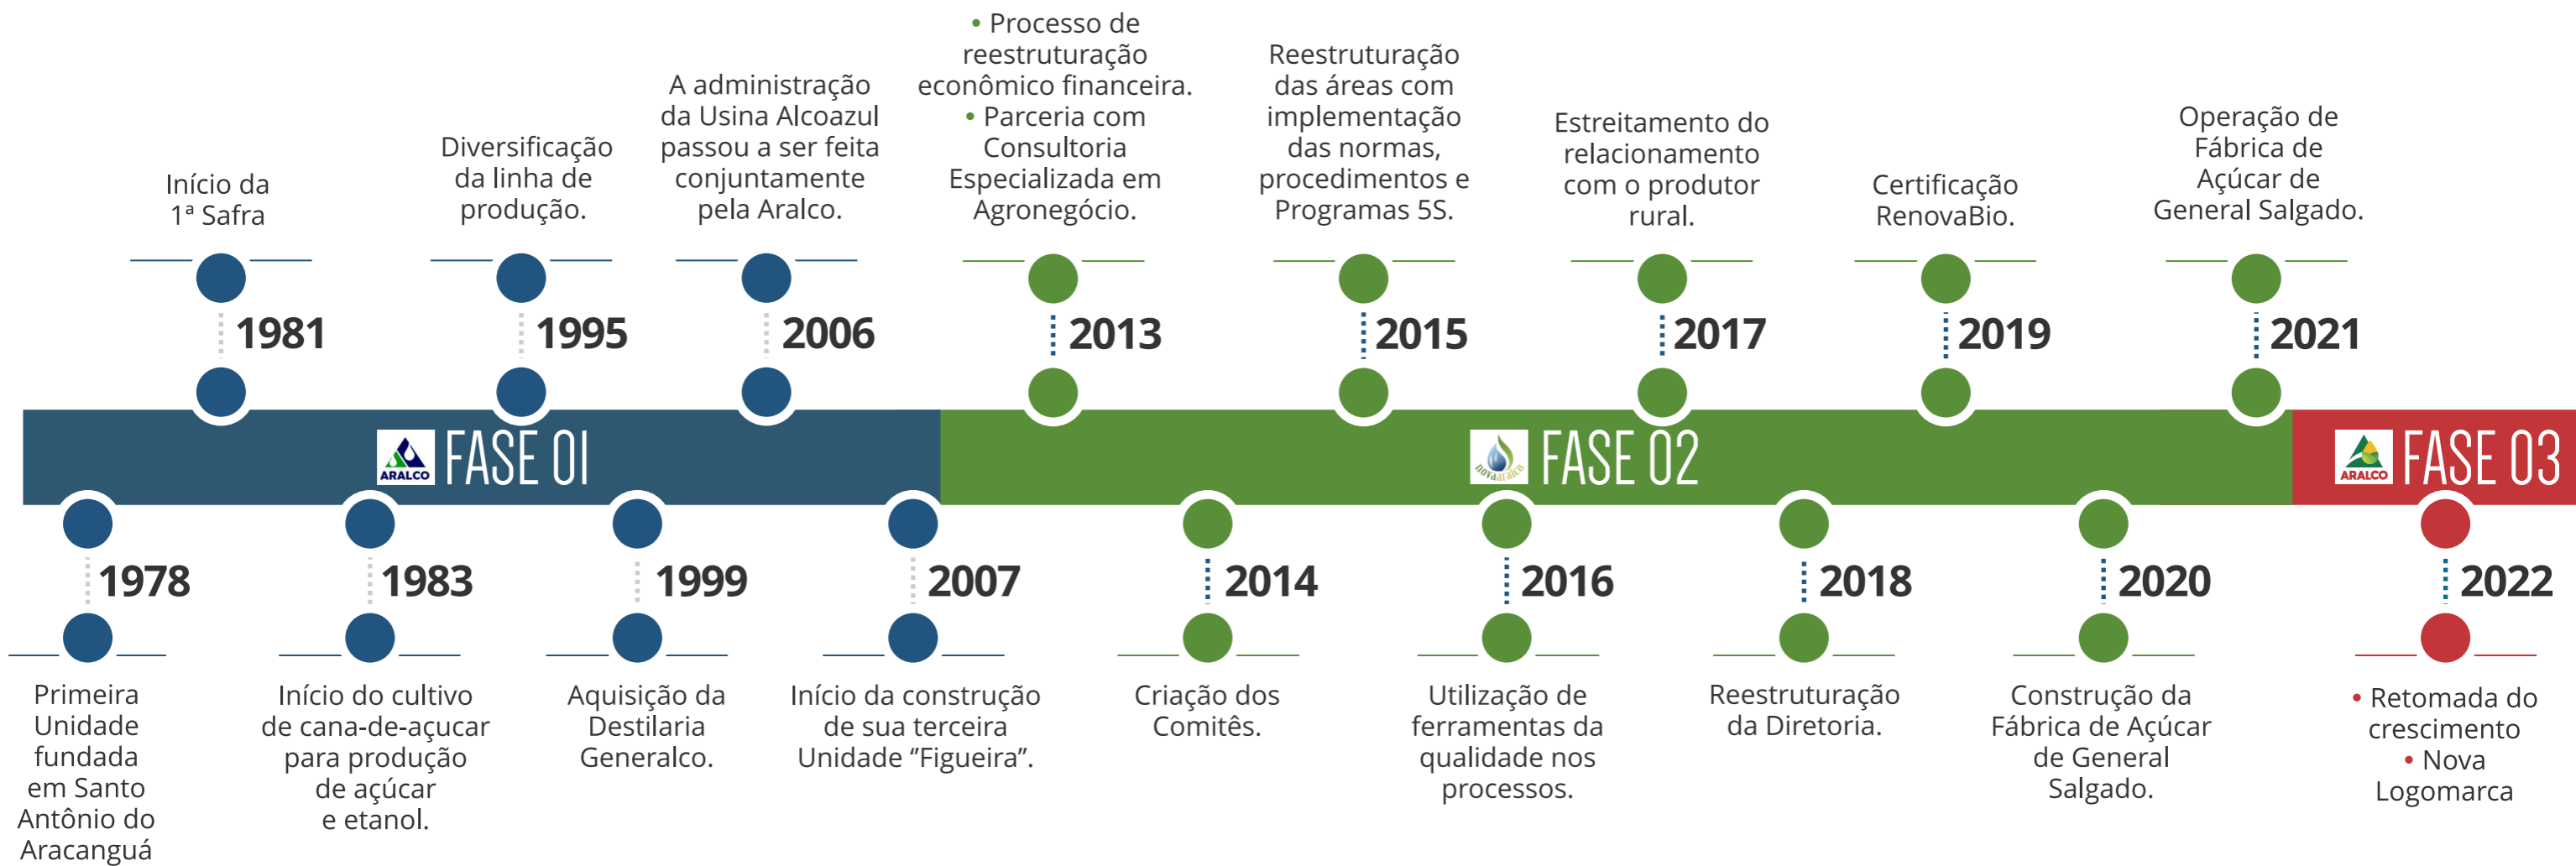 Início da
1ª Safra
1981
Diversificação
da linha de
produção.
1995
A administração
da Usina Alcoazul
passou a ser feita
conjuntamente
pela Aralco.
2006
• Processo de
reestruturação
econômico financeira.
• Parceria com
Consultoria
Especializada em
Agronegócio.
2013
Reestruturação
das áreas com
implementação
das normas,
procedimentos e
Programas 5S.
2015
Estreitamento do
relacionamento
com o produtor
rural.
2017
Certificação
RenovaBio.
2019
Operação de
Fábrica de
Açúcar de
General Salgado.
2021
ARALCO
FASE 01
novaaralco
FASE 02
ARALCO
FASE 03
1978
Primeira
Unidade
fundada
em Santo
Antônio do
Aracanguá
1983
Início do cultivo
de cana-de-açucar
para produção
de açúcar
e etanol.
1999
Aquisição da
Destilaria
Generalco.
2007
Início da construção
de sua terceira
Unidade “Figueira”.
2014
Criação dos
Comitês.
2016
Utilização de
ferramentas da
qualidade nos
processos.
2018
Reestruturação
da Diretoria.
2020
Construção da
Fábrica de Açúcar
de General
Salgado.
2022
• Retomada do
crescimento
• Nova
Logomarca